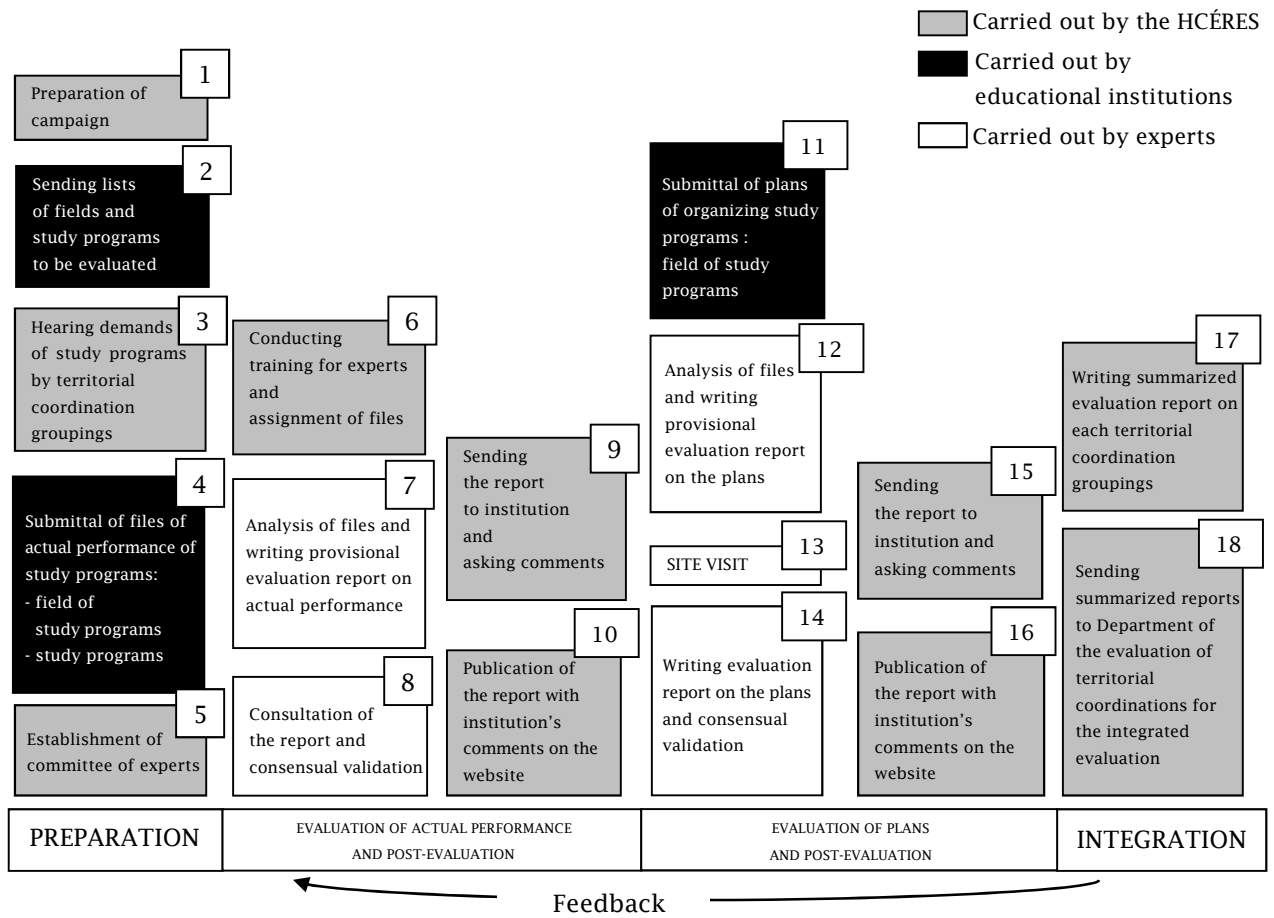 Carried out by the HCÉRES
Carried out by
educational institutions
Carried out by experts
1
Preparation of
campaign
2
Sending lists
of fields and
study programs
to be evaluated
3
Hearing demands
of study programs
by territorial
coordination
groupings
4
Submittal of files of
actual performance of
study programs:
- field of
study programs
- study programs
5
Establishment of
committee of experts
6
Conducting
training for experts
and
assignment of files
7
Analysis of files and
writing provisional
evaluation report on
actual performance
8
Consultation of
the report and
consensual validation
9
Sending
the report
to institution
and
asking comments
10
Publication of
the report with
institution’s
comments on the
website
11
Submittal of plans
of organizing study
programs :
field of study
programs
12
Analysis of files
and writing
provisional
evaluation report
on the plans
13
SITE VISIT
14
Writing evaluation
report on the plans
and consensual
validation
15
Sending
the report to
institution and
asking comments
16
Publication of
the report with
institution’s
comments on the
website
17
Writing summarized
evaluation report on
each territorial
coordination
groupings
18
Sending
summarized reports
to Department of
the evaluation of
territorial
coordinations for
the integrated
evaluation
PREPARATION
EVALUATION OF ACTUAL PERFORMANCE
AND POST-EVALUATION
EVALUATION OF PLANS
AND POST-EVALUATION
INTEGRATION
Feedback